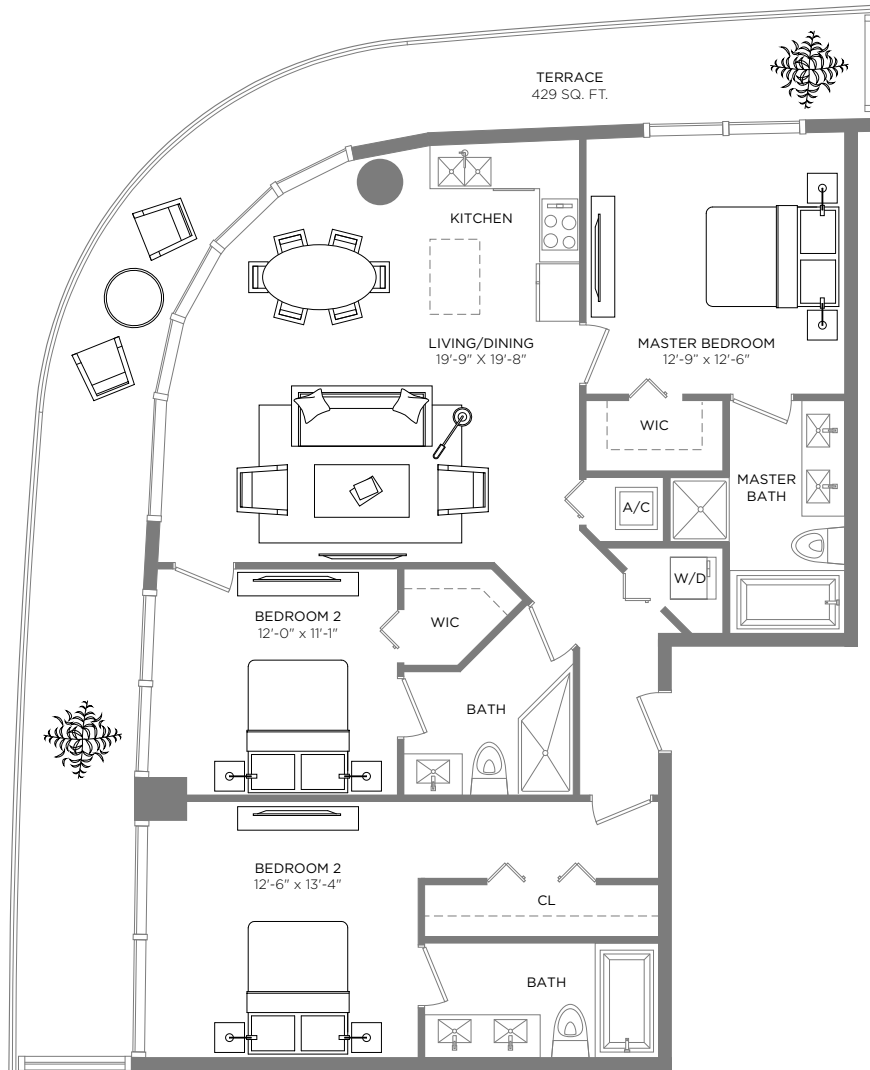 TERRACE
429 SQ. FT.
KITCHEN
LIVING/DINING
19'-9" X 19'-8"
MASTER BEDROOM
12'-9" x 12'-6"
WIC
MASTER
BATH
A/C
W/D
BEDROOM 2
12'-0" x 11'-1"
WIC
BATH
BEDROOM 2
12'-6" x 13'-4"
CL
BATH